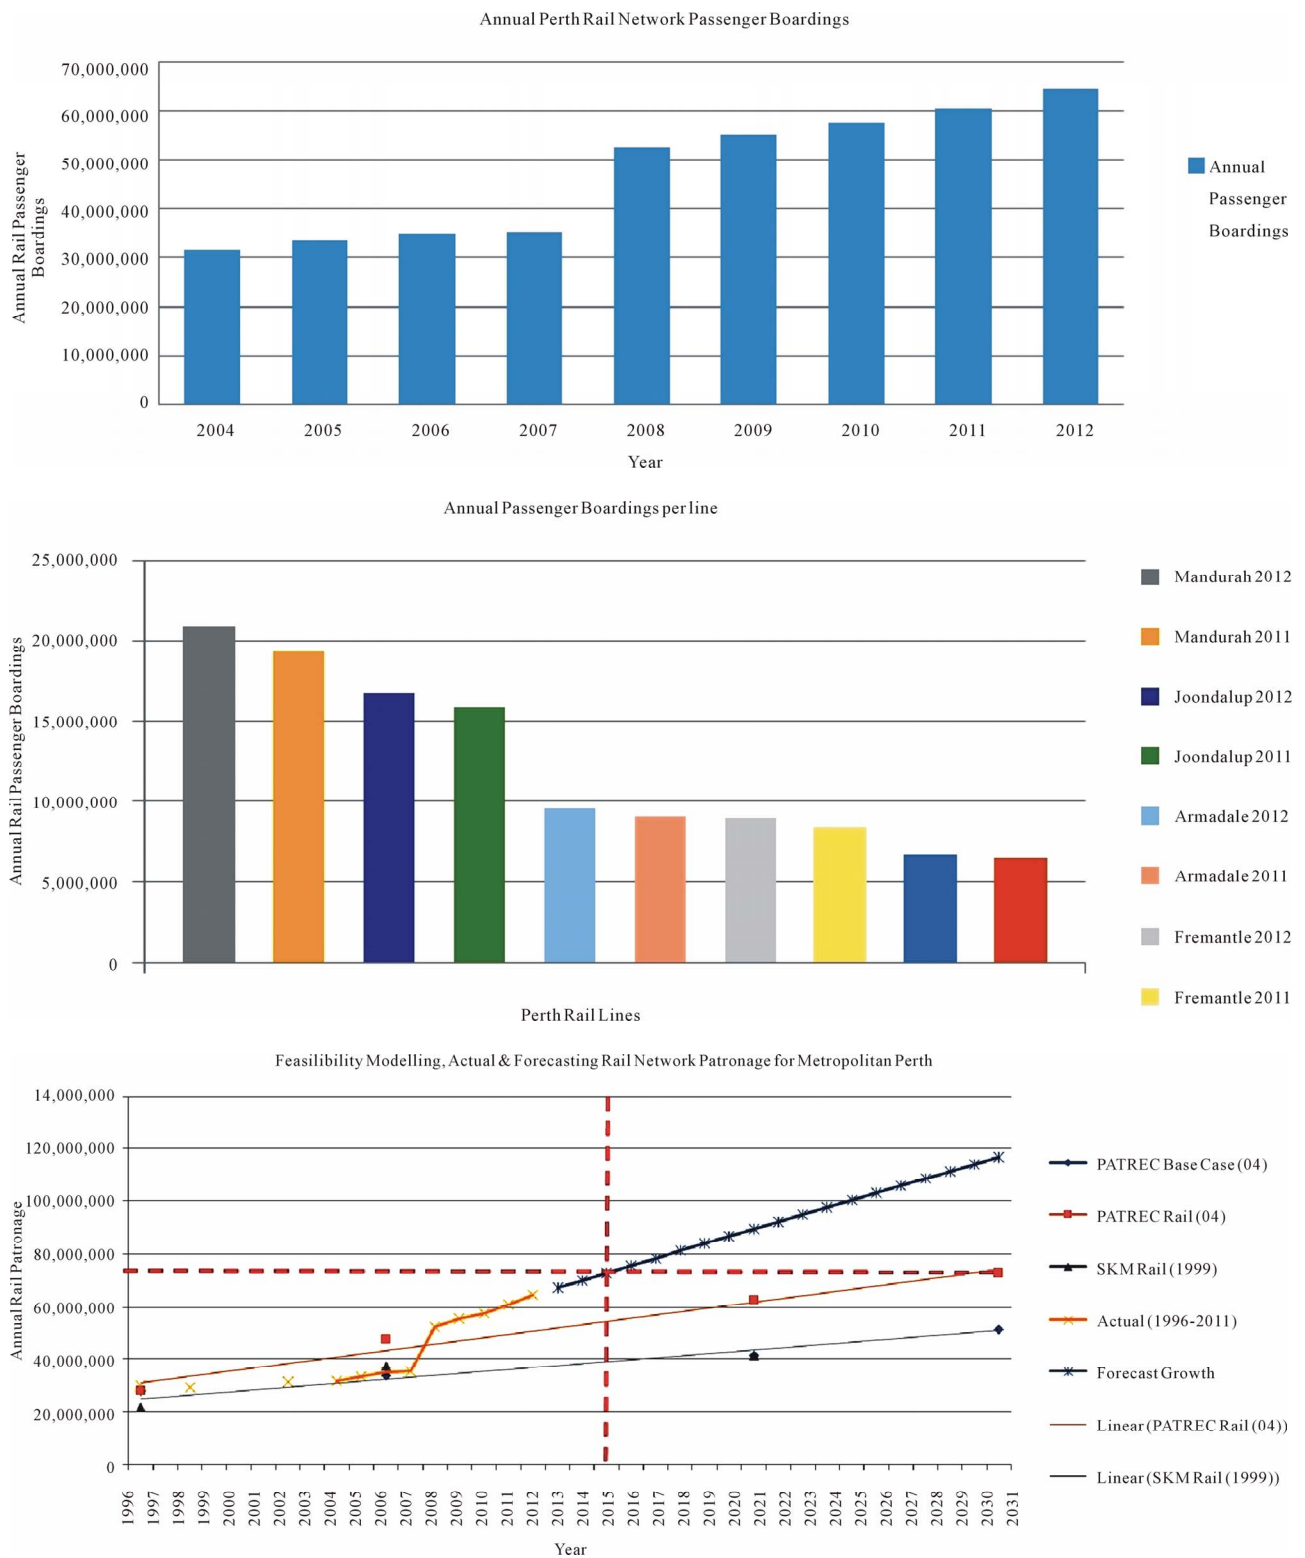 Annual Perth Rail Network Passenger Boardings
70,000,000
60,000,000
50,000,000
40,000,000
30,000,000
20,000,000
10,000,000
0
Annual Rail Passenger
Boardings
2004 2005 2006 2007 2008 2009 2010 2011 2012
Year
Annual
Passenger
Boardings
Annual Passenger Boardings per line
25,000,000
20,000,000
15,000,000
10,000,000
5,000,000
0
Annual Rail Passenger Boardings
Perth Rail Lines
Mandurah 2012
Mandurah 2011
Joondalup 2012
Joondalup 2011
Armadale 2012
Armadale 2011
Fremantle 2012
Fremantle 2011
Feasilibility Modelling, Actual & Forecasting Rail Network Patronage for Metropolitan Perth
14,000,000
120,000,000
100,000,000
80,000,000
60,000,000
40,000,000
20,000,000
0
Annual Rail Patronage
1996 1997 1998 1999 2000 2001 2002 2003 2004 2005 2006 2007 2008 2009 2010 2011 2012 2013 2014 2015 2016 2017 2018 2019 2020 2021 2022 2023 2024 2025 2026 2027 2028 2029 2030 2031
Year
PATREC Base Case (04)
PATREC Rail (04)
SKM Rail (1999)
Actual (1996-2011)
Forecast Growth
Linear (PATREC Rail (04))
Linear (SKM Rail (1999))